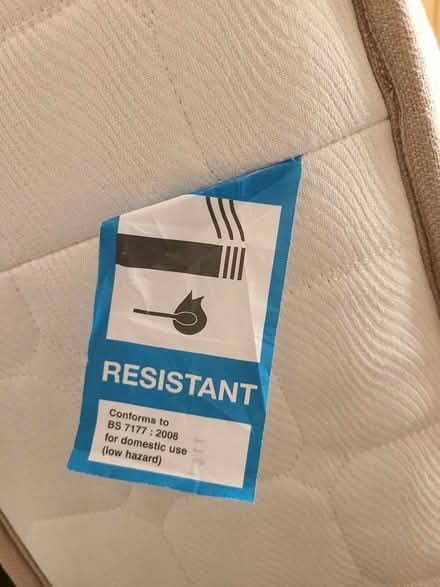 RESISTANT
Conforms to
BS 7177 : 2008
for domestic use
(low hazard)